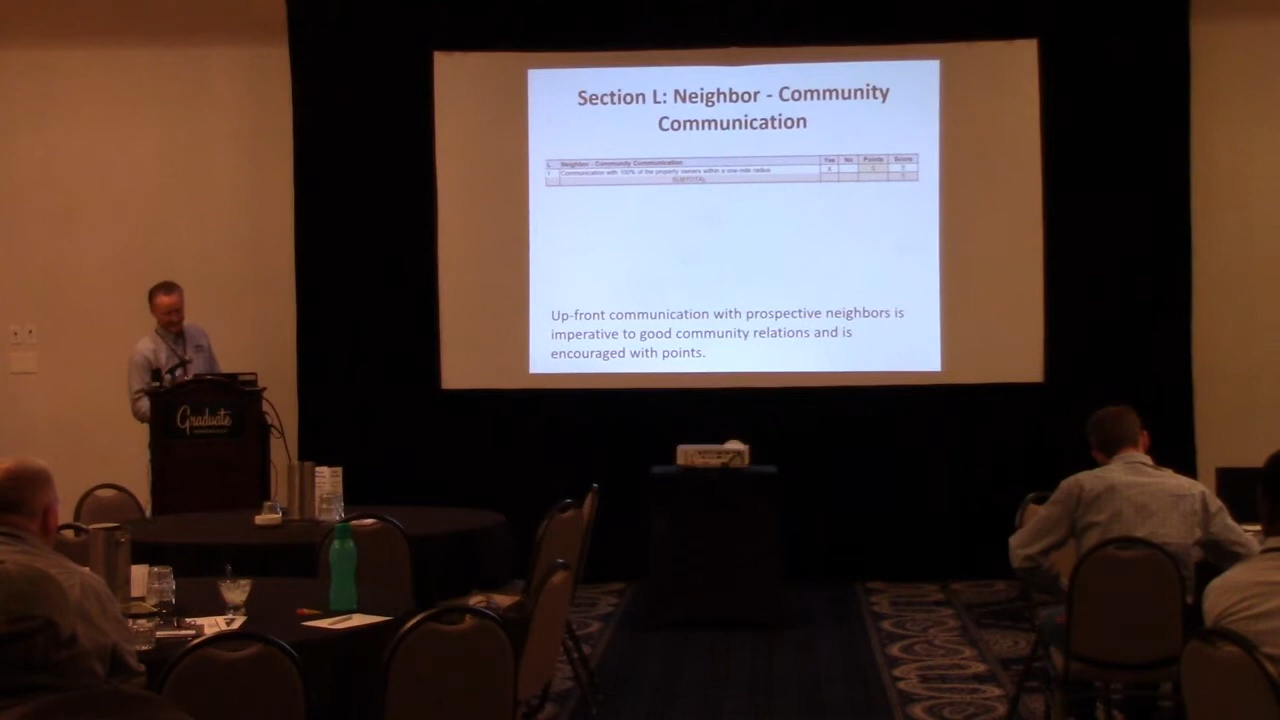 Section L: Neighbor - Community
Communication
L Neighbor - Community Communication Yes No Points Score
1 Communication with 100% of the property owners within a one-mile radius X
SUBTOTAL
Up-front communication with prospective neighbors is
imperative to good community relations and is
encouraged with points.
Graduate